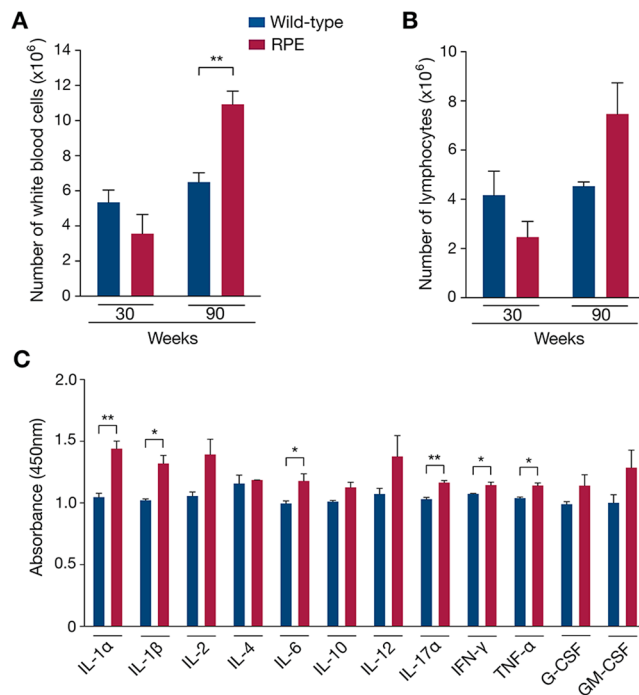 A
Wild-type
RPE
B
Number of white blood cells (x10⁶)
14
12
10
8
6
4
2
0
**
30
90
Weeks
Number of lymphocytes (x10⁶)
10
8
6
4
2
0
30
90
Weeks
C
Absorbance (450nm)
2.0
1.5
1.0
0.5
0
**
*
*
**
*
*
IL-1α
IL-1β
IL-2
IL-4
IL-6
IL-10
IL-12
IL-17α
IFN-γ
TNF-α
G-CSF
GM-CSF